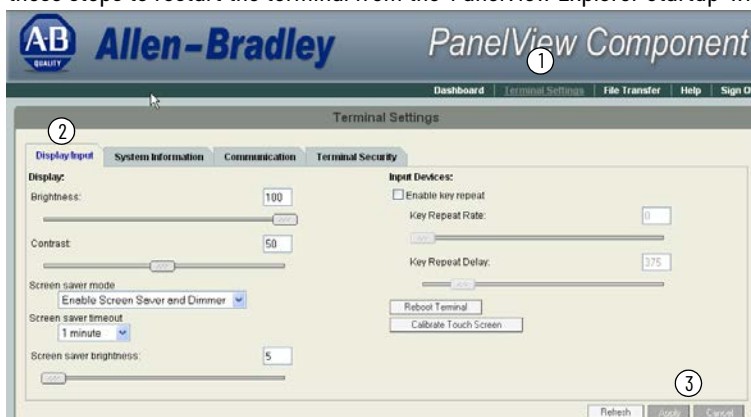 these steps to restart the terminal from the PanelView Explorer Startup
A-B
QUALITY
Allen-Bradley
PanelView Component
1
Dashboard | Terminal Settings | File Transfer | Help | Sign O
Terminal Settings
2
Display Input System Information Communication Terminal Security
Display: Input Devices:
Brightness: 100 Enable key repeat
Key Repeat Rate: 0
Contrast: 50
Key Repeat Delay: 375
Screen saver mode
Enable Screen Saver and Dimmer
Reboot Terminal
Screen saver timeout
Calibrate Touch Screen
1 minute
Screen saver brightness: 5
3
Refresh Apply Cancel